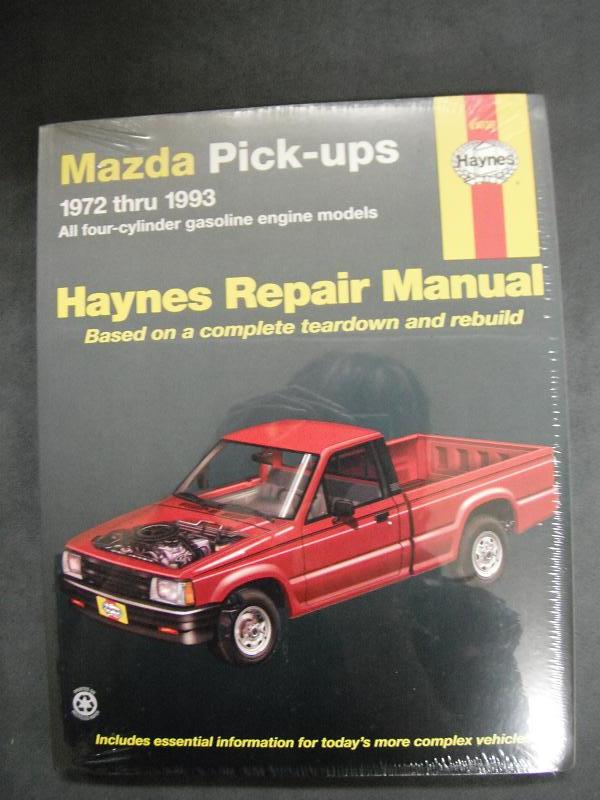 Mazda Pick-ups
1972 thru 1993
All four-cylinder gasoline engine models
Haynes
Haynes Repair Manual
Based on a complete teardown and rebuild
Includes essential information for today's more complex vehicles